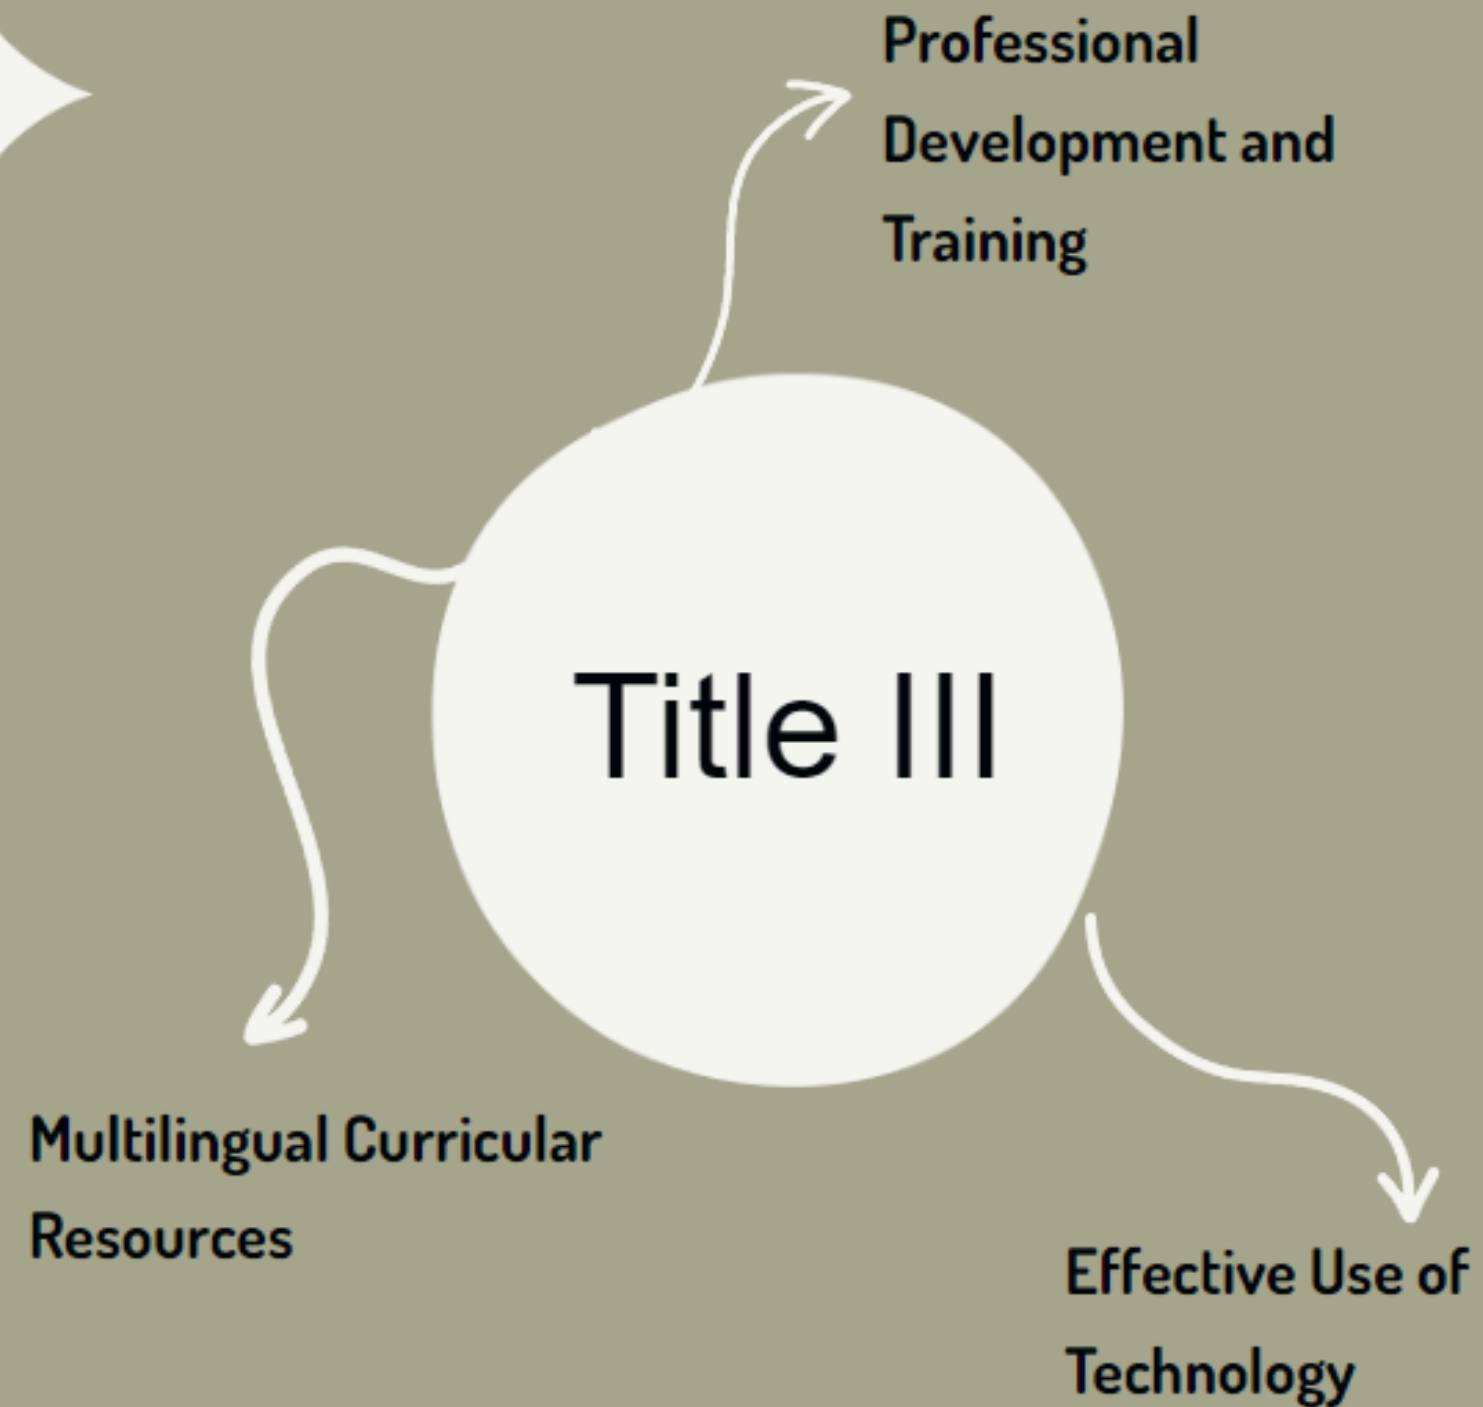 Professional
Development and
Training
Title III
Multilingual Curricular
Resources
Effective Use of
Technology